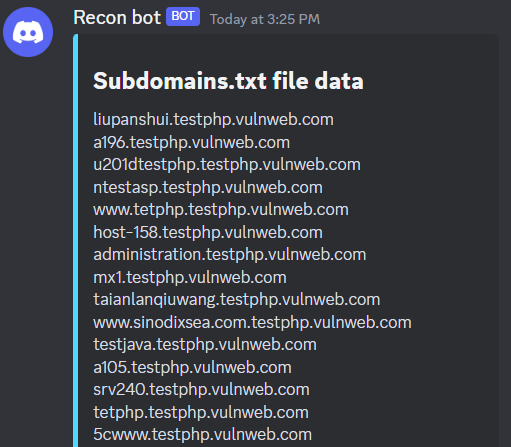 Recon bot BOT Today at 3:25 PM
Subdomains.txt file data
liupanshui.testphp.vulnweb.com
a196.testphp.vulnweb.com
u201dtestphp.testphp.vulnweb.com
ntestasp.testphp.vulnweb.com
www.tetphp.testphp.vulnweb.com
host-158.testphp.vulnweb.com
administration.testphp.vulnweb.com
mx1.testphp.vulnweb.com
taianlanqiuwang.testphp.vulnweb.com
www.sinodixsea.com.testphp.vulnweb.com
testjava.testphp.vulnweb.com
a105.testphp.vulnweb.com
srv240.testphp.vulnweb.com
tetphp.testphp.vulnweb.com
5cwww.testphp.vulnweb.com